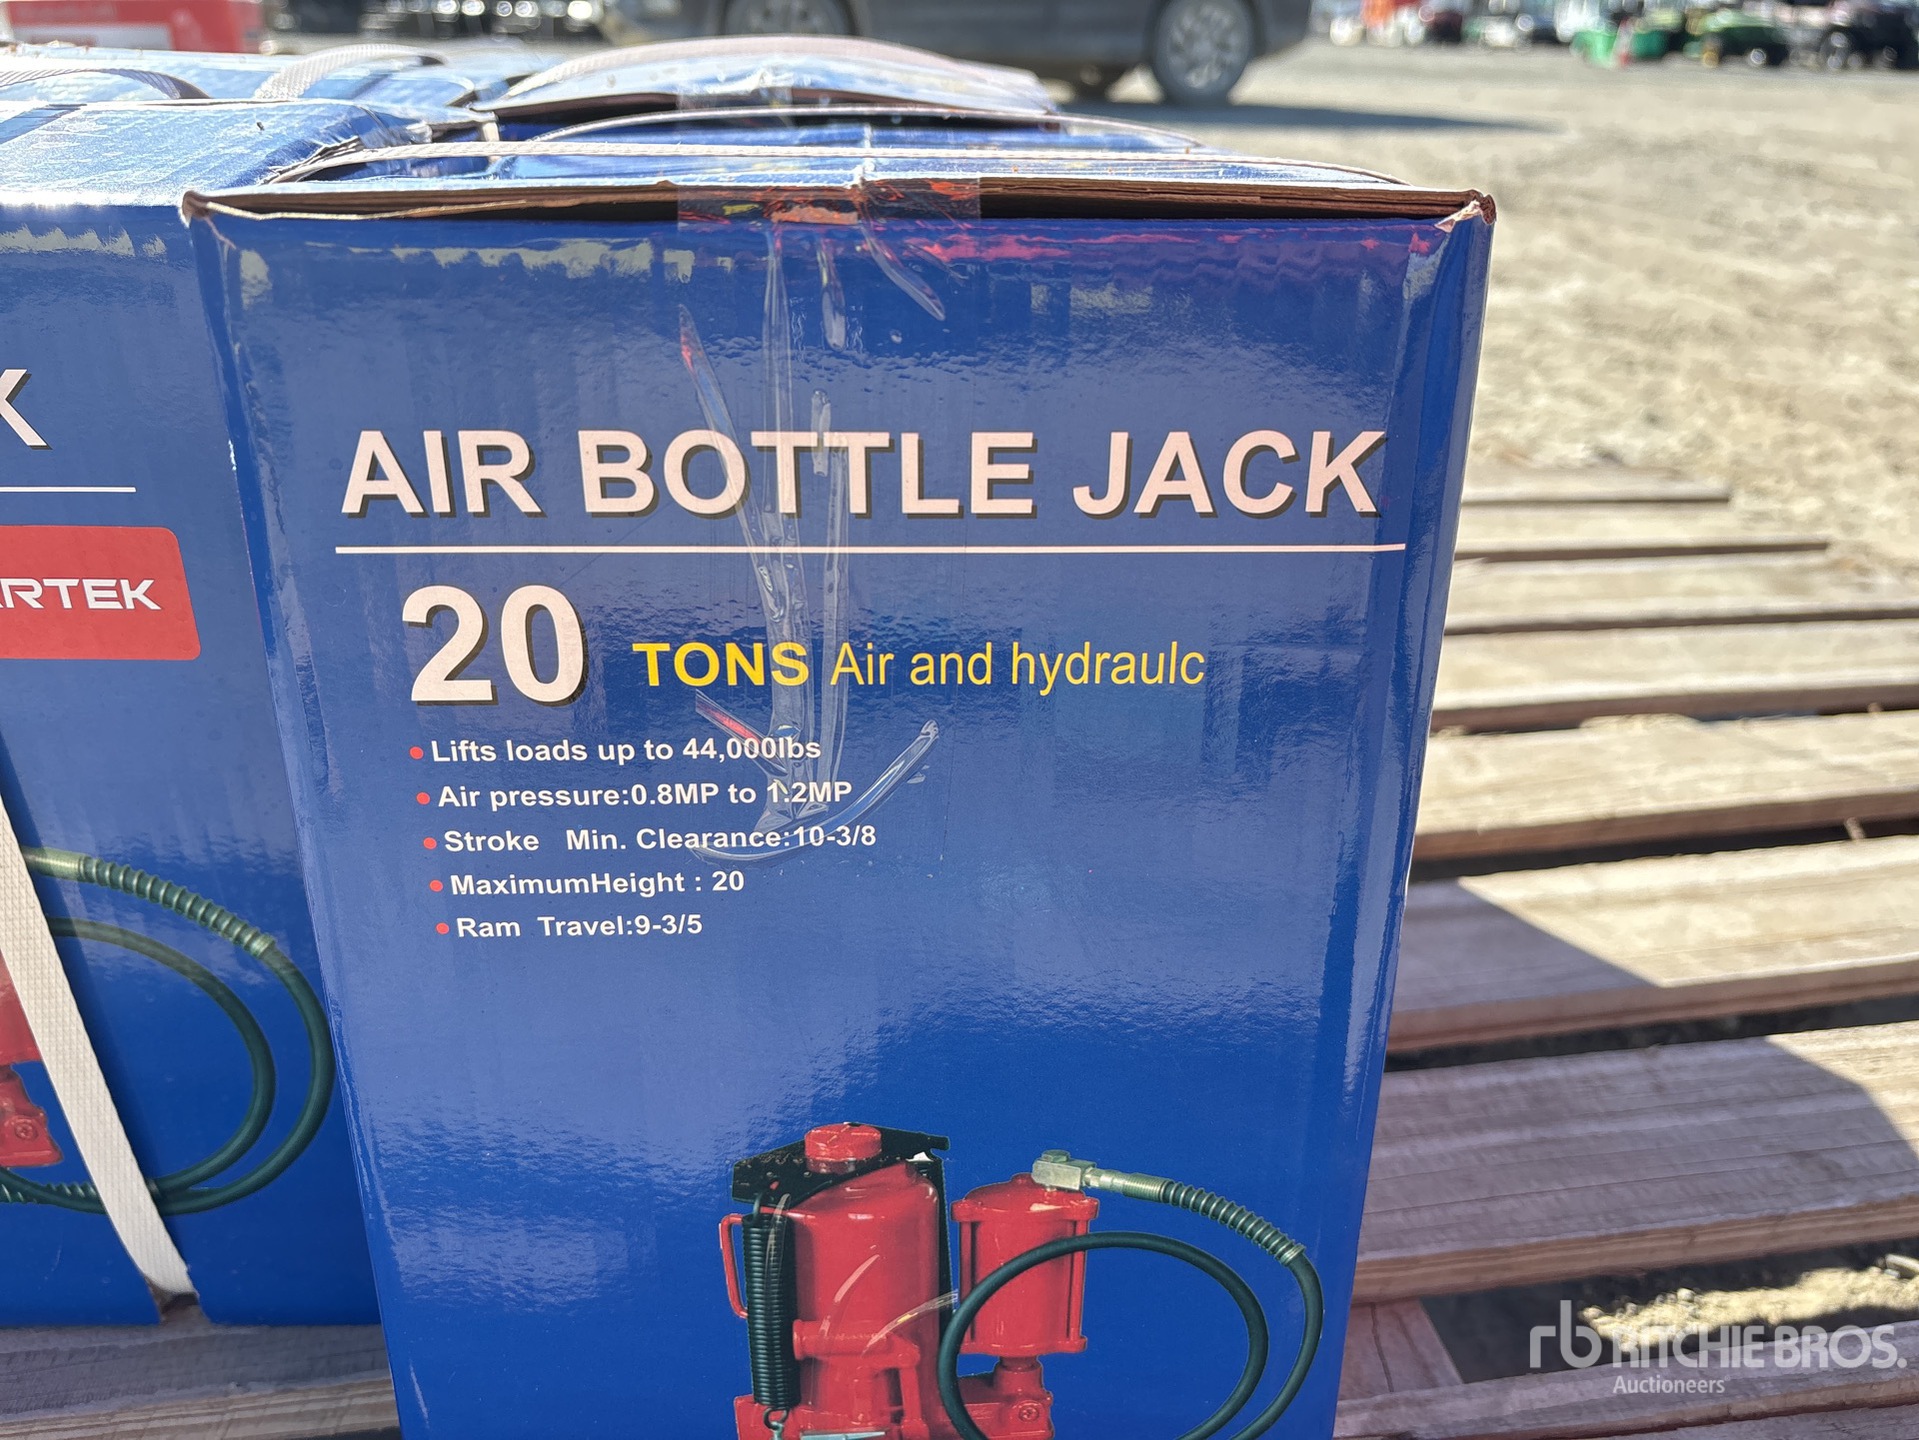 AIR BOTTLE JACK
20 TONS Air and hydraulc
Lifts loads up to 44,000lbs
Air pressure:0.8MP to 1.2MP
Stroke Min. Clearance:10-3/8
MaximumHeight : 20
Ram Travel:9-3/5
K
RTEK
rb RITCHIE BROS.
Auctioneers